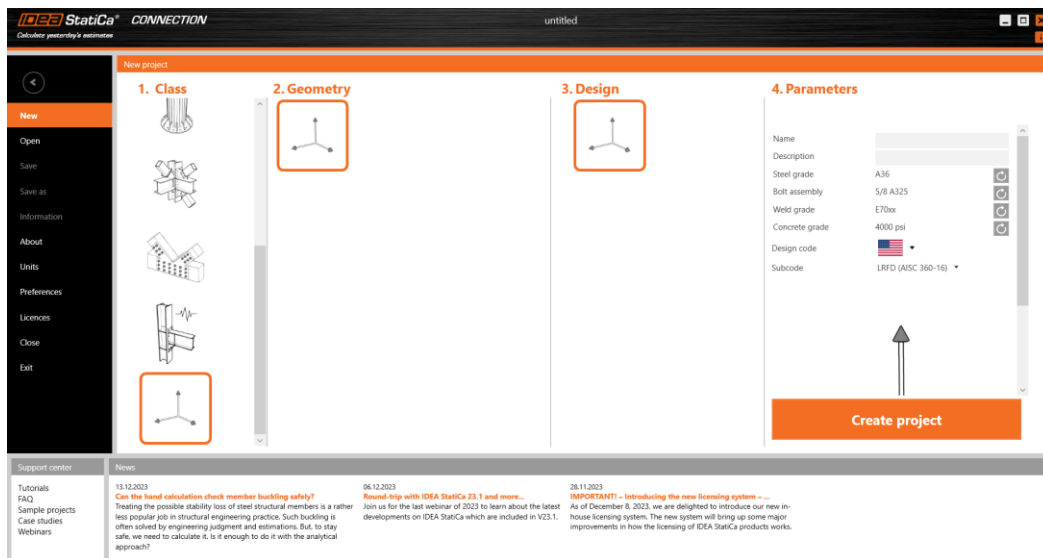 IDEA StatiCa® CONNECTION
untitled
Calculate yesterday's estimates
New project
New
Open
Save
Save as
Information
About
Units
Preferences
Licences
Close
Exit
1. Class
2. Geometry
3. Design
4. Parameters
Name
Description
Steel grade A36
Bolt assembly 5/8 A325
Weld grade E70xx
Concrete grade 4000 psi
Design code
Subcode LRFD (AISC 360-16)
Create project
Support center
Tutorials
FAQ
Sample projects
Case studies
Webinars
News
13.12.2023
Can the hand calculation check member buckling safely?
Treating the possible stability loss of steel structural members is a rather
less popular job in structural engineering practice. Such buckling is
often solved by engineering judgment and estimations. But, to stay
safe, we need to calculate it. Is it enough to do it with the analytical
approach?
06.12.2023
Round-trip with IDEA StatiCa 23.1 and more...
Join us for the last webinar of 2023 to learn about the latest
developments on IDEA StatiCa which are included in V23.1.
28.11.2023
IMPORTANT! – Introducing the new licensing system – ...
As of December 8, 2023, we are delighted to introduce our new in-
house licensing system. The new system will bring up some major
improvements in how the licensing of IDEA StatiCa products works.